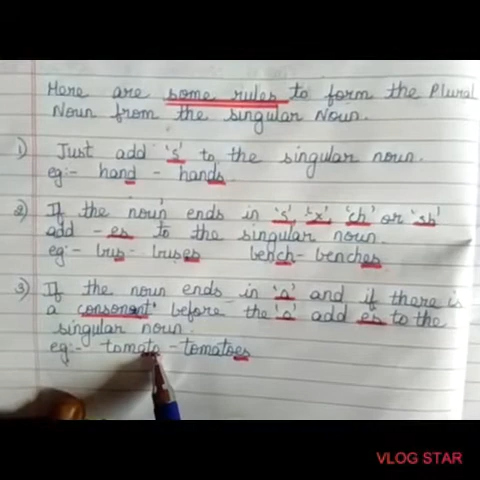 Here are some rules to form the Plural
Noun from the singular Noun.
1) Just add 's' to the singular noun.
eg:- hand - hands.
2) If the noun ends in 's', 'x', 'ch' or 'sh'
add - es to the singular noun.
eg:- bus - buses bench - benches
3) If the noun ends in 'o' and if there is
a consonant' before the 'o' add es to the
singular noun.
eg:- tomato - tomatoes
VLOG STAR